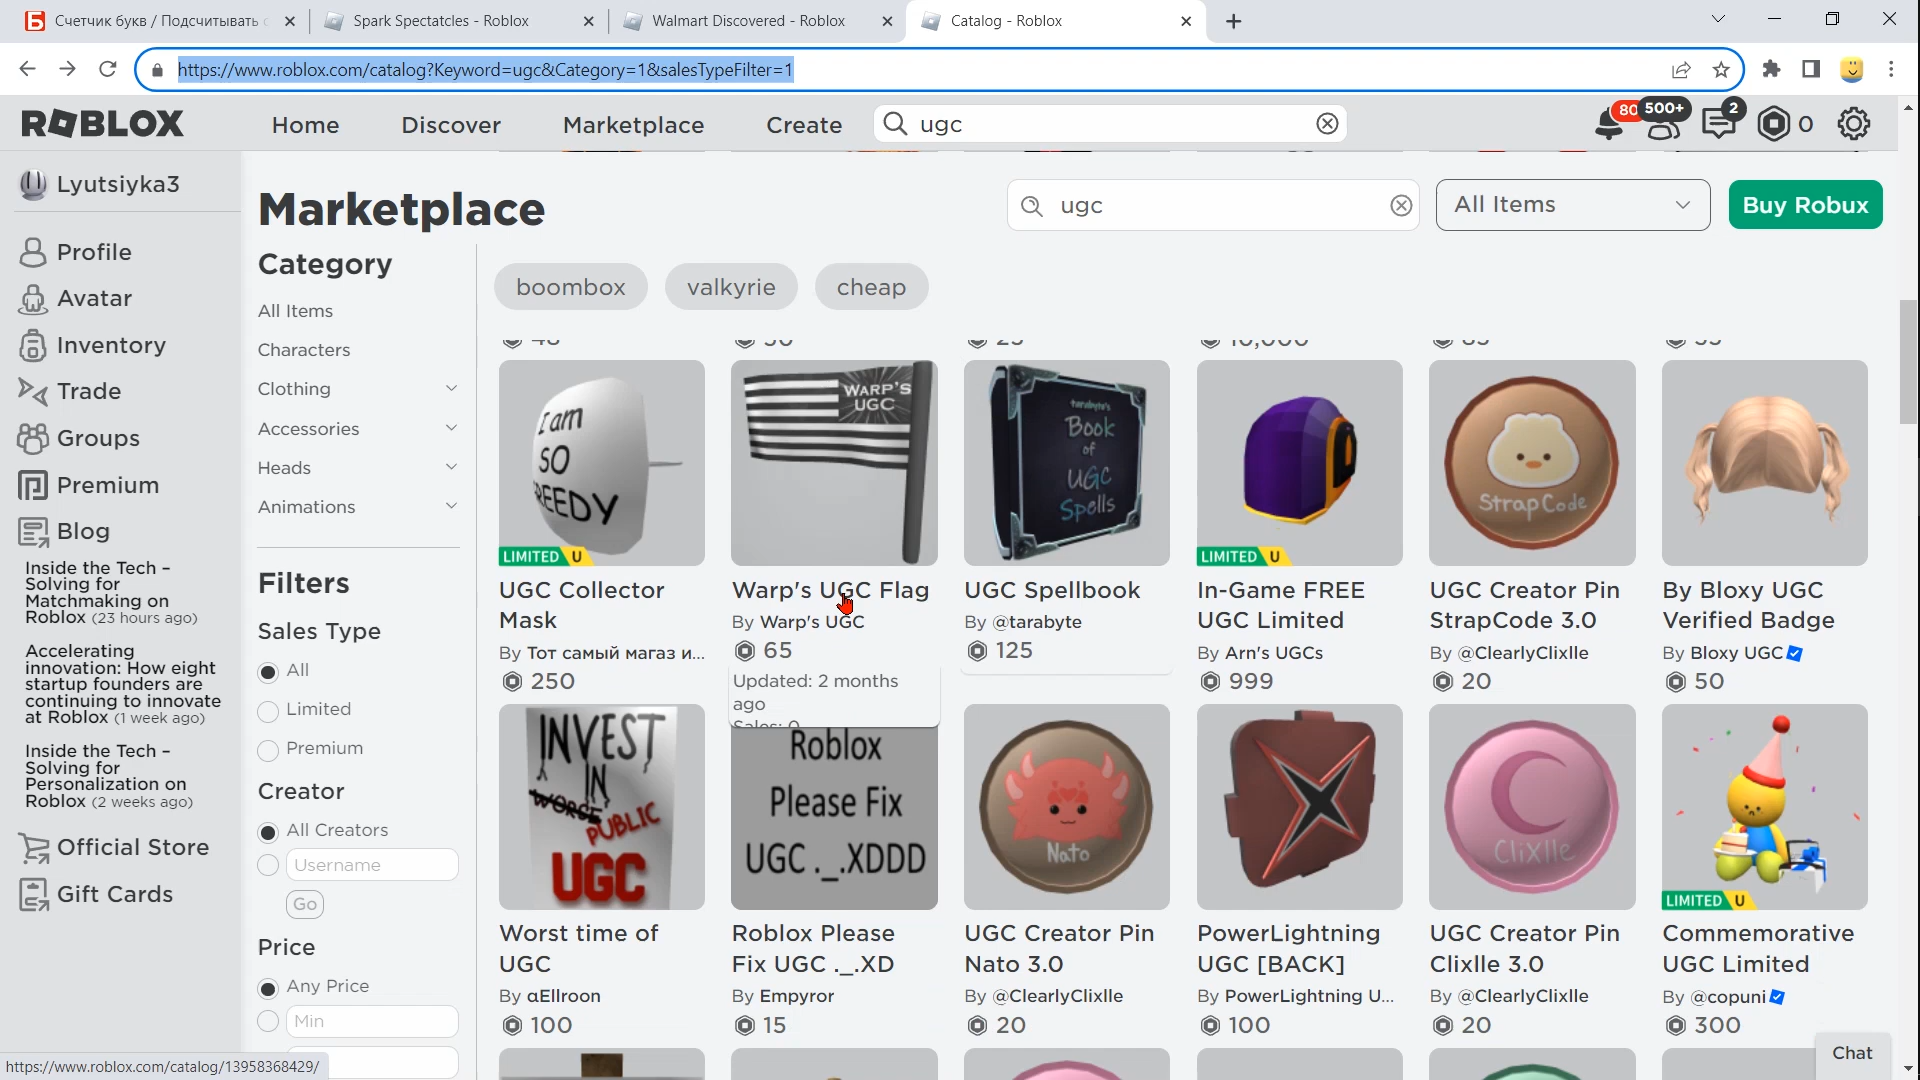 Счетчик букв / Подсчитывать
Spark Spectatcles - Roblox
Walmart Discovered - Roblox
Catalog - Roblox
https://www.roblox.com/catalog?Keyword=ugc&Category=1&salesTypeFilter=1
ROBLOX
Home
Discover
Marketplace
Create
ugc
80
500+
2
0
Lyutsiyka3
Profile
Avatar
Inventory
Trade
Groups
Premium
Blog
Inside the Tech –
Solving for
Matchmaking on
Roblox (23 hours ago)
Accelerating
innovation: How eight
startup founders are
continuing to innovate
at Roblox (1 week ago)
Inside the Tech –
Solving for
Personalization on
Roblox (2 weeks ago)
Official Store
Gift Cards
Marketplace
ugc
All Items
Buy Robux
Category
All Items
Characters
Clothing
Accessories
Heads
Animations
Filters
Sales Type
All
Limited
Premium
Creator
All Creators
Username
Go
Price
Any Price
Min
boombox
valkyrie
cheap
I am
SO
REEDY
LIMITED U
UGC Collector
Mask
By Тот самый магаз и...
250
WARP'S
UGC
Warp's UGC Flag
By Warp's UGC
65
Updated: 2 months
ago
Sales: 0
tarabyte's
Book
of
UGC
Spells
UGC Spellbook
By @tarabyte
125
LIMITED U
In-Game FREE
UGC Limited
By Arn's UGCs
999
StrapCode
UGC Creator Pin
StrapCode 3.0
By @ClearlyClixlle
20
By Bloxy UGC
Verified Badge
By Bloxy UGC
50
INVEST
IN
WORSE
PUBLIC
UGC
Worst time of
UGC
By αEllroon
100
Roblox
Please Fix
UGC ._.XDDD
Roblox Please
Fix UGC ._.XD
By Empyror
15
Nato
UGC Creator Pin
Nato 3.0
By @ClearlyClixlle
20
PowerLightning
UGC [BACK]
By PowerLightning U...
100
Clixlle
UGC Creator Pin
Clixlle 3.0
By @ClearlyClixlle
20
LIMITED U
Commemorative
UGC Limited
By @copuni
300
Chat
https://www.roblox.com/catalog/13958368429/